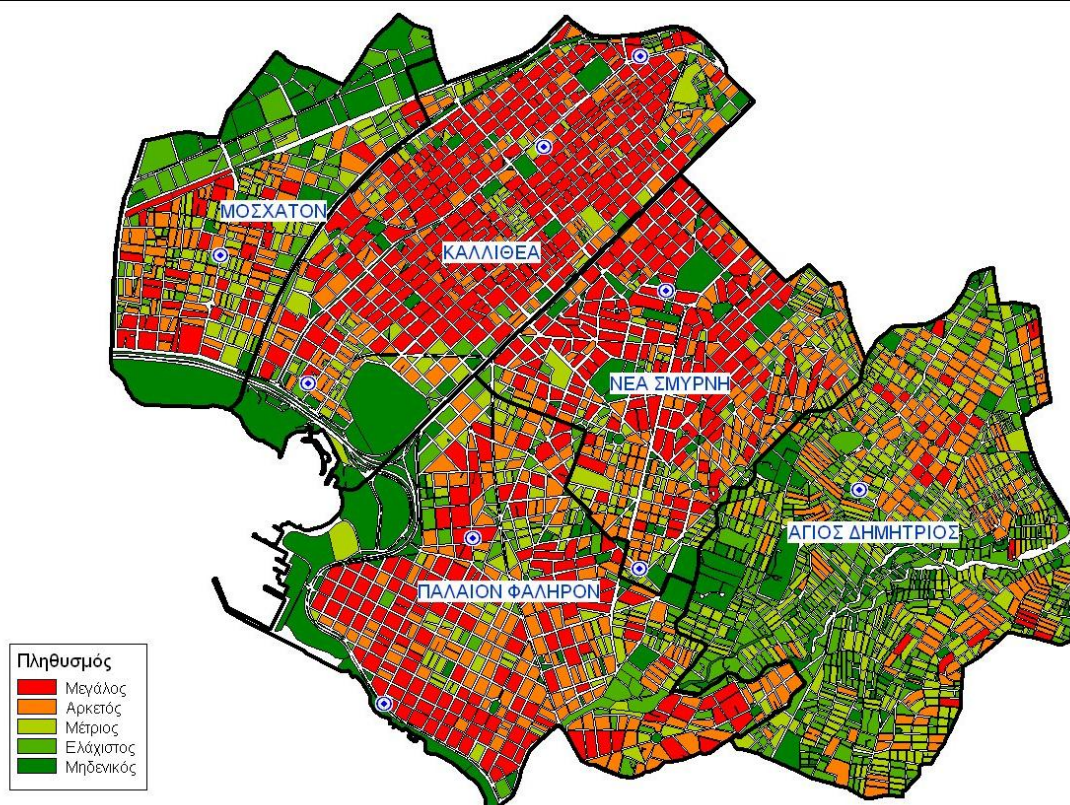 ΜΟΣΧΑΤΟΝ
ΚΑΛΛΙΘΕΑ
ΝΕΑ ΣΜΥΡΝΗ
ΑΓΙΟΣ ΔΗΜΗΤΡΙΟΣ
ΠΑΛΑΙΟΝ ΦΑΛΗΡΟΝ
Πληθυσμός
Μεγάλος
Αρκετός
Μέτριος
Ελάχιστος
Μηδενικός